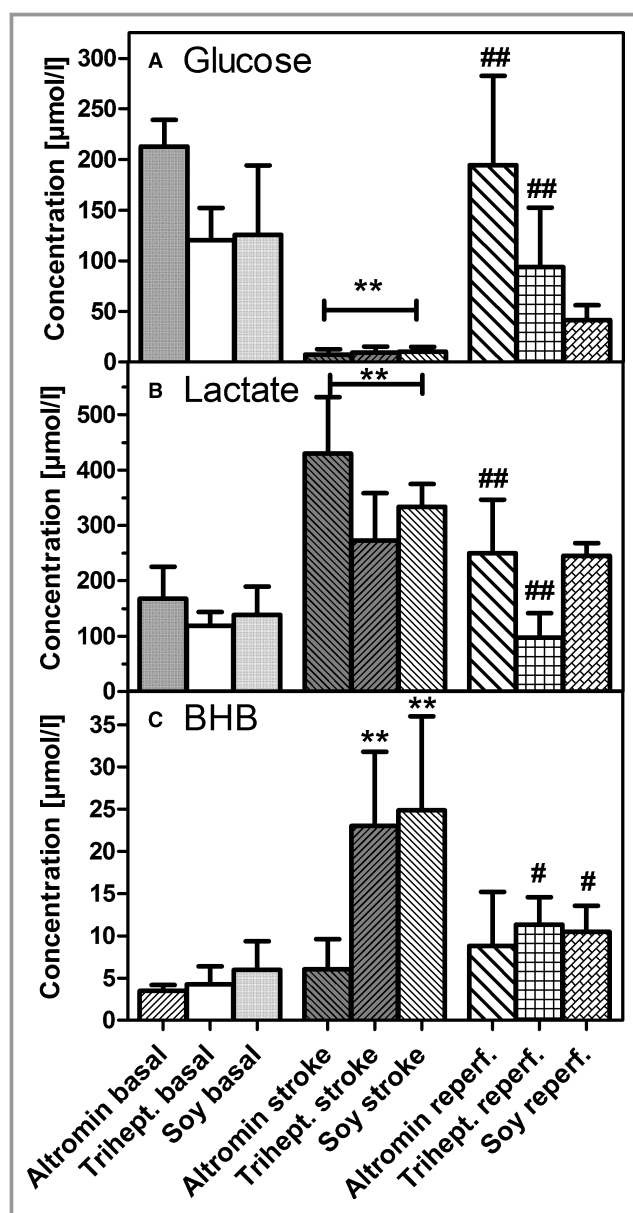 A Glucose
Concentration [µmol/l]
300
250
200
150
100
50
0
**
##
##
B Lactate
Concentration [µmol/l]
500
400
300
200
100
0
**
##
##
C BHB
Concentration [µmol/l]
35
30
25
20
15
10
5
0
**
**
#
#
Altromin basal
Trihept. basal
Soy basal
Altromin stroke
Trihept. stroke
Soy stroke
Altromin reperf.
Trihept. reperf.
Soy reperf.